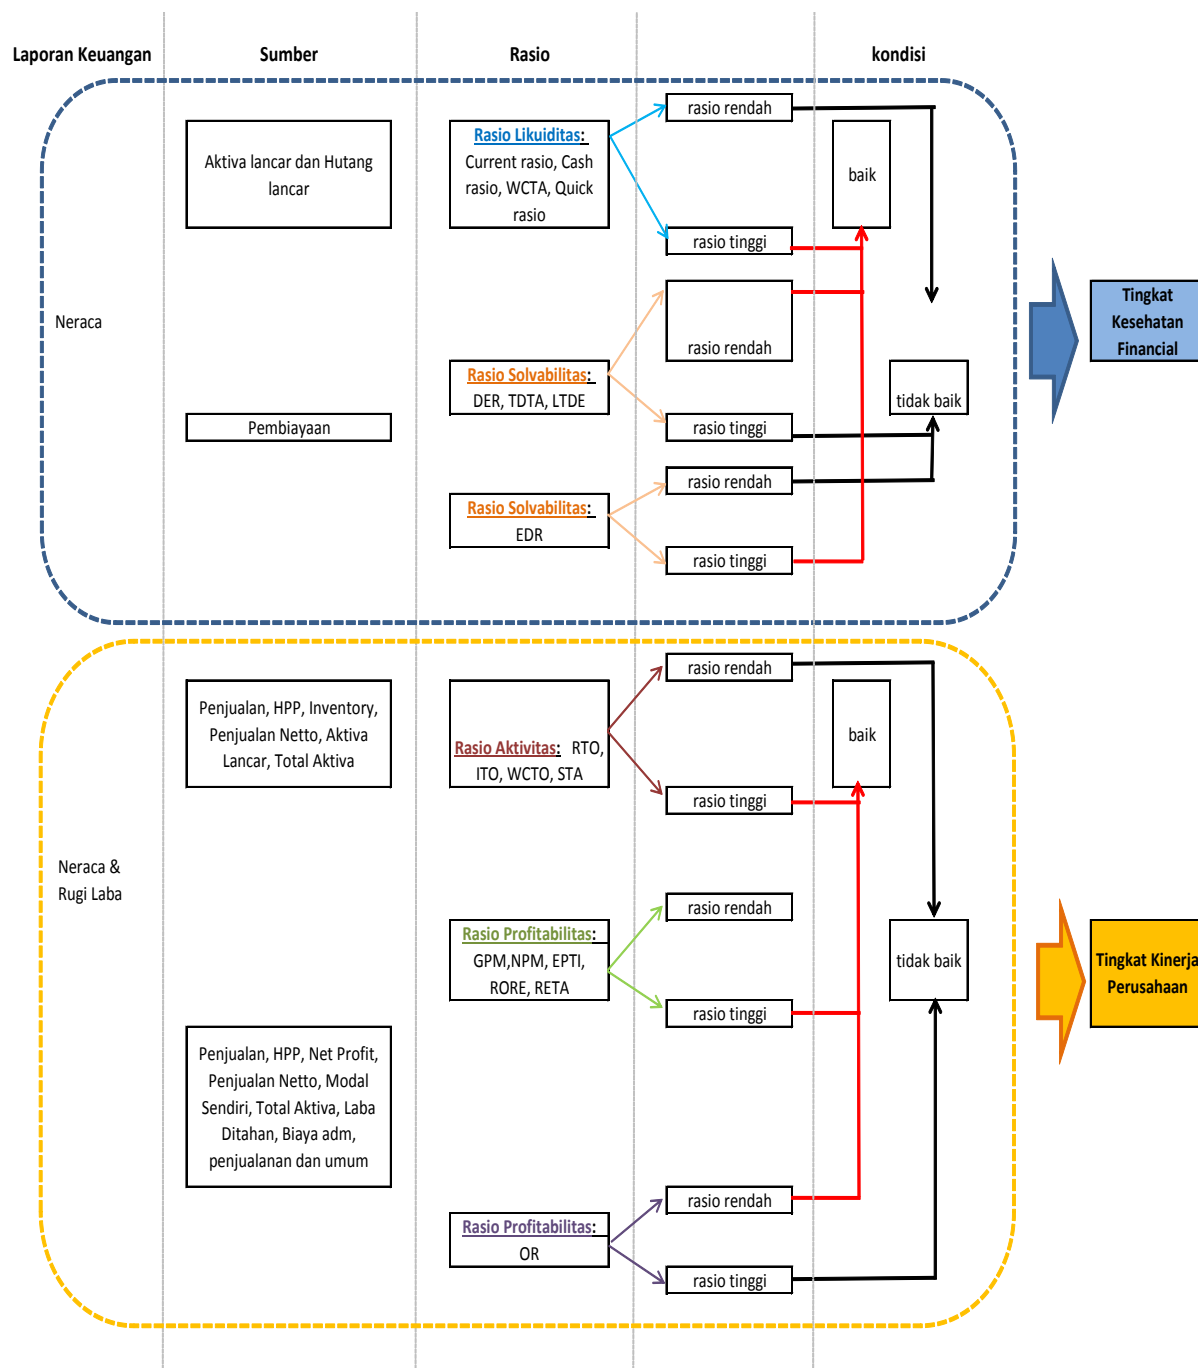 Laporan Keuangan
Sumber
Rasio
kondisi
rasio rendah
Aktiva lancar dan Hutang
lancar
Rasio Likuiditas:
Current rasio, Cash
rasio, WCTA, Quick
rasio
baik
rasio tinggi
Neraca
rasio rendah
Tingkat
Kesehatan
Financial
Rasio Solvabilitas:
DER, TDTA, LTDE
tidak baik
Pembiayaan
rasio tinggi
rasio rendah
Rasio Solvabilitas:
EDR
rasio tinggi
rasio rendah
Penjualan, HPP, Inventory,
Penjualan Netto, Aktiva
Lancar, Total Aktiva
Rasio Aktivitas: RTO,
ITO, WCTO, STA
baik
rasio tinggi
Neraca &
Rugi Laba
rasio rendah
Rasio Profitabilitas:
GPM,NPM, EPTI,
RORE, RETA
tidak baik
Tingkat Kinerja
Perusahaan
rasio tinggi
Penjualan, HPP, Net Profit,
Penjualan Netto, Modal
Sendiri, Total Aktiva, Laba
Ditahan, Biaya adm,
penjualanan dan umum
rasio rendah
Rasio Profitabilitas:
OR
rasio tinggi